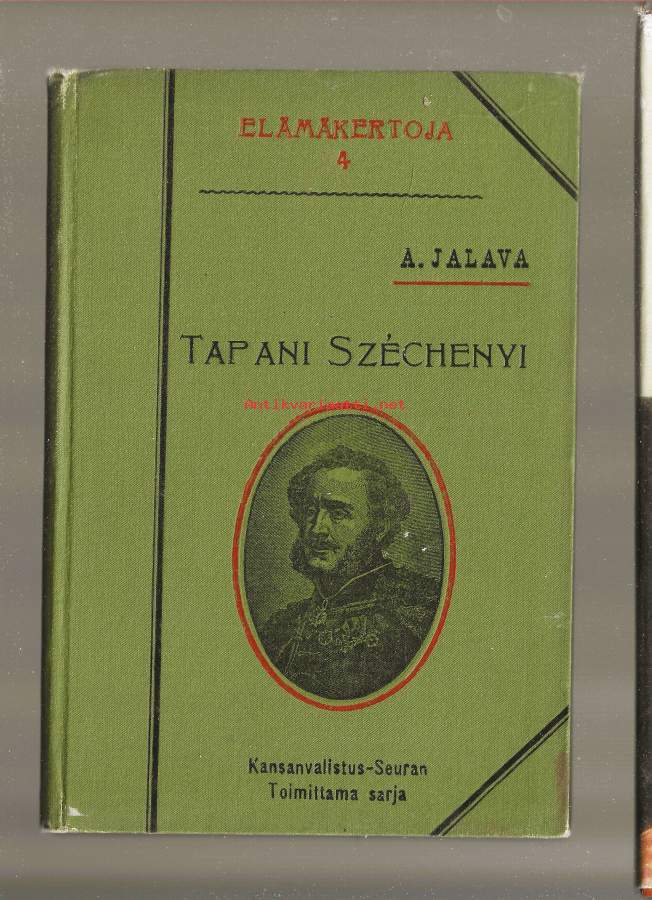 ELÄMÄKERTOJA
4
A. JALAVA
TAPANI SZÉCHENYI
Antikvariaatti.net
Kansanvalistus-Seuran
Toimittama sarja